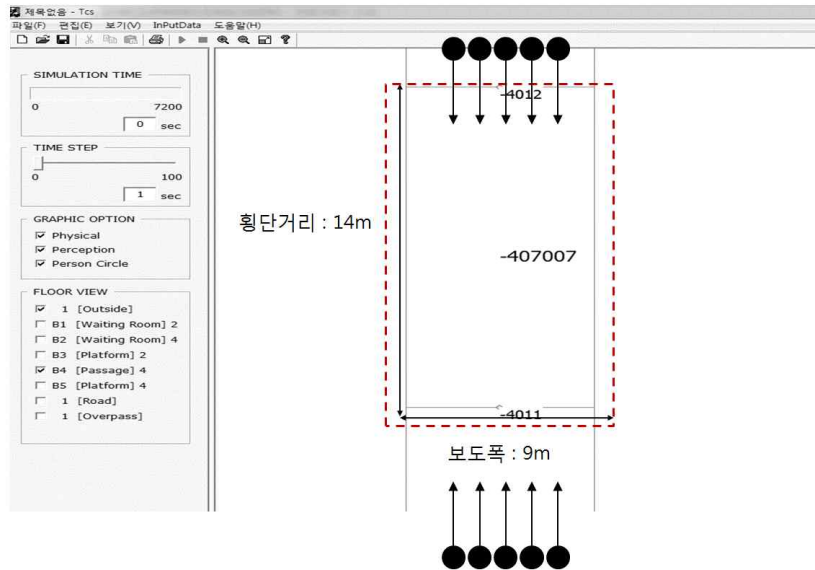 제목없음 - Tcs
파일(F) 편집(E) 보기(V) InPutData 도움말(H)
SIMULATION TIME
0 7200
0 sec
TIME STEP
0 100
1 sec
GRAPHIC OPTION
Physical
Perception
Person Circle
FLOOR VIEW
1 [Outside]
B1 [Waiting Room] 2
B2 [Waiting Room] 4
B3 [Platform] 2
B4 [Passage] 4
B5 [Platform] 4
1 [Road]
1 [Overpass]
-4012
횡단거리 : 14m
-407007
-4011
보도폭 : 9m